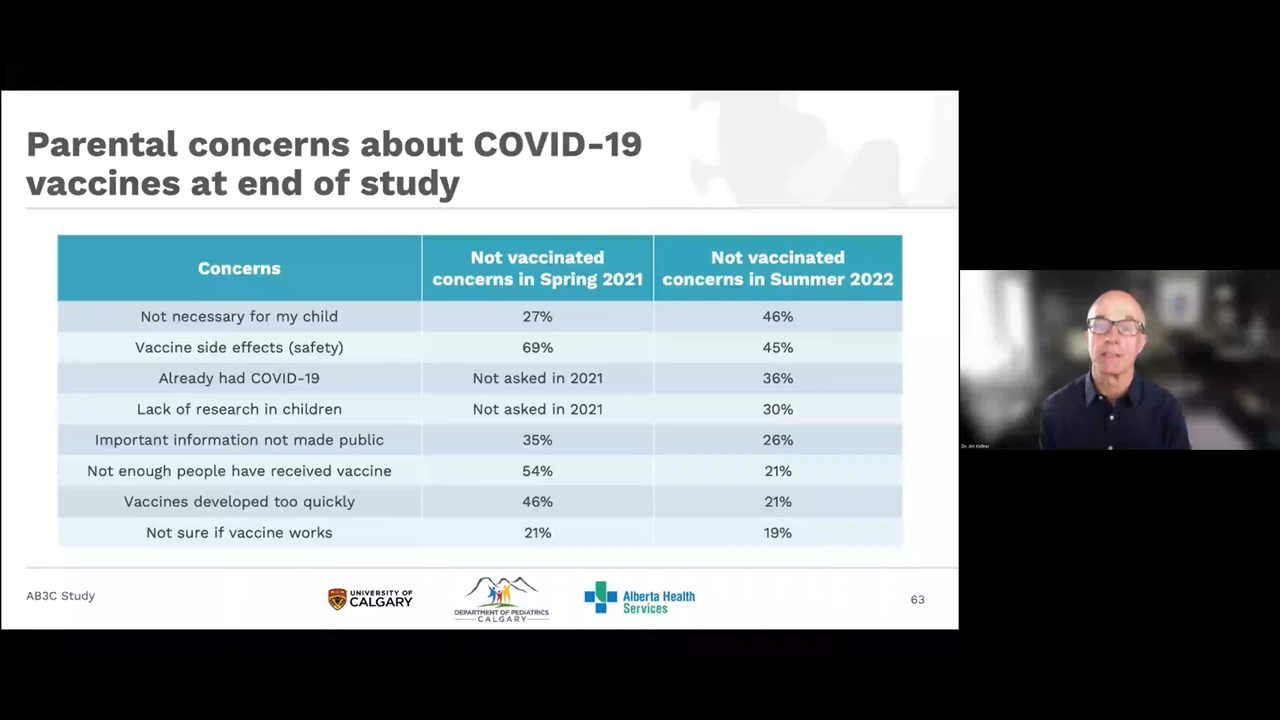 Parental concerns about COVID-19
vaccines at end of study
Concerns
Not vaccinated
concerns in Spring 2021
Not vaccinated
concerns in Summer 2022
Not necessary for my child 27% 46%
Vaccine side effects (safety) 69% 45%
Already had COVID-19 Not asked in 2021 36%
Lack of research in children Not asked in 2021 30%
Important information not made public 35% 26%
Not enough people have received vaccine 54% 21%
Vaccines developed too quickly 46% 21%
Not sure if vaccine works 21% 19%
AB3C Study
UNIVERSITY OF
CALGARY
DEPARTMENT OF PEDIATRICS
CALGARY
Alberta Health
Services
63
Dr. Jim Kellner